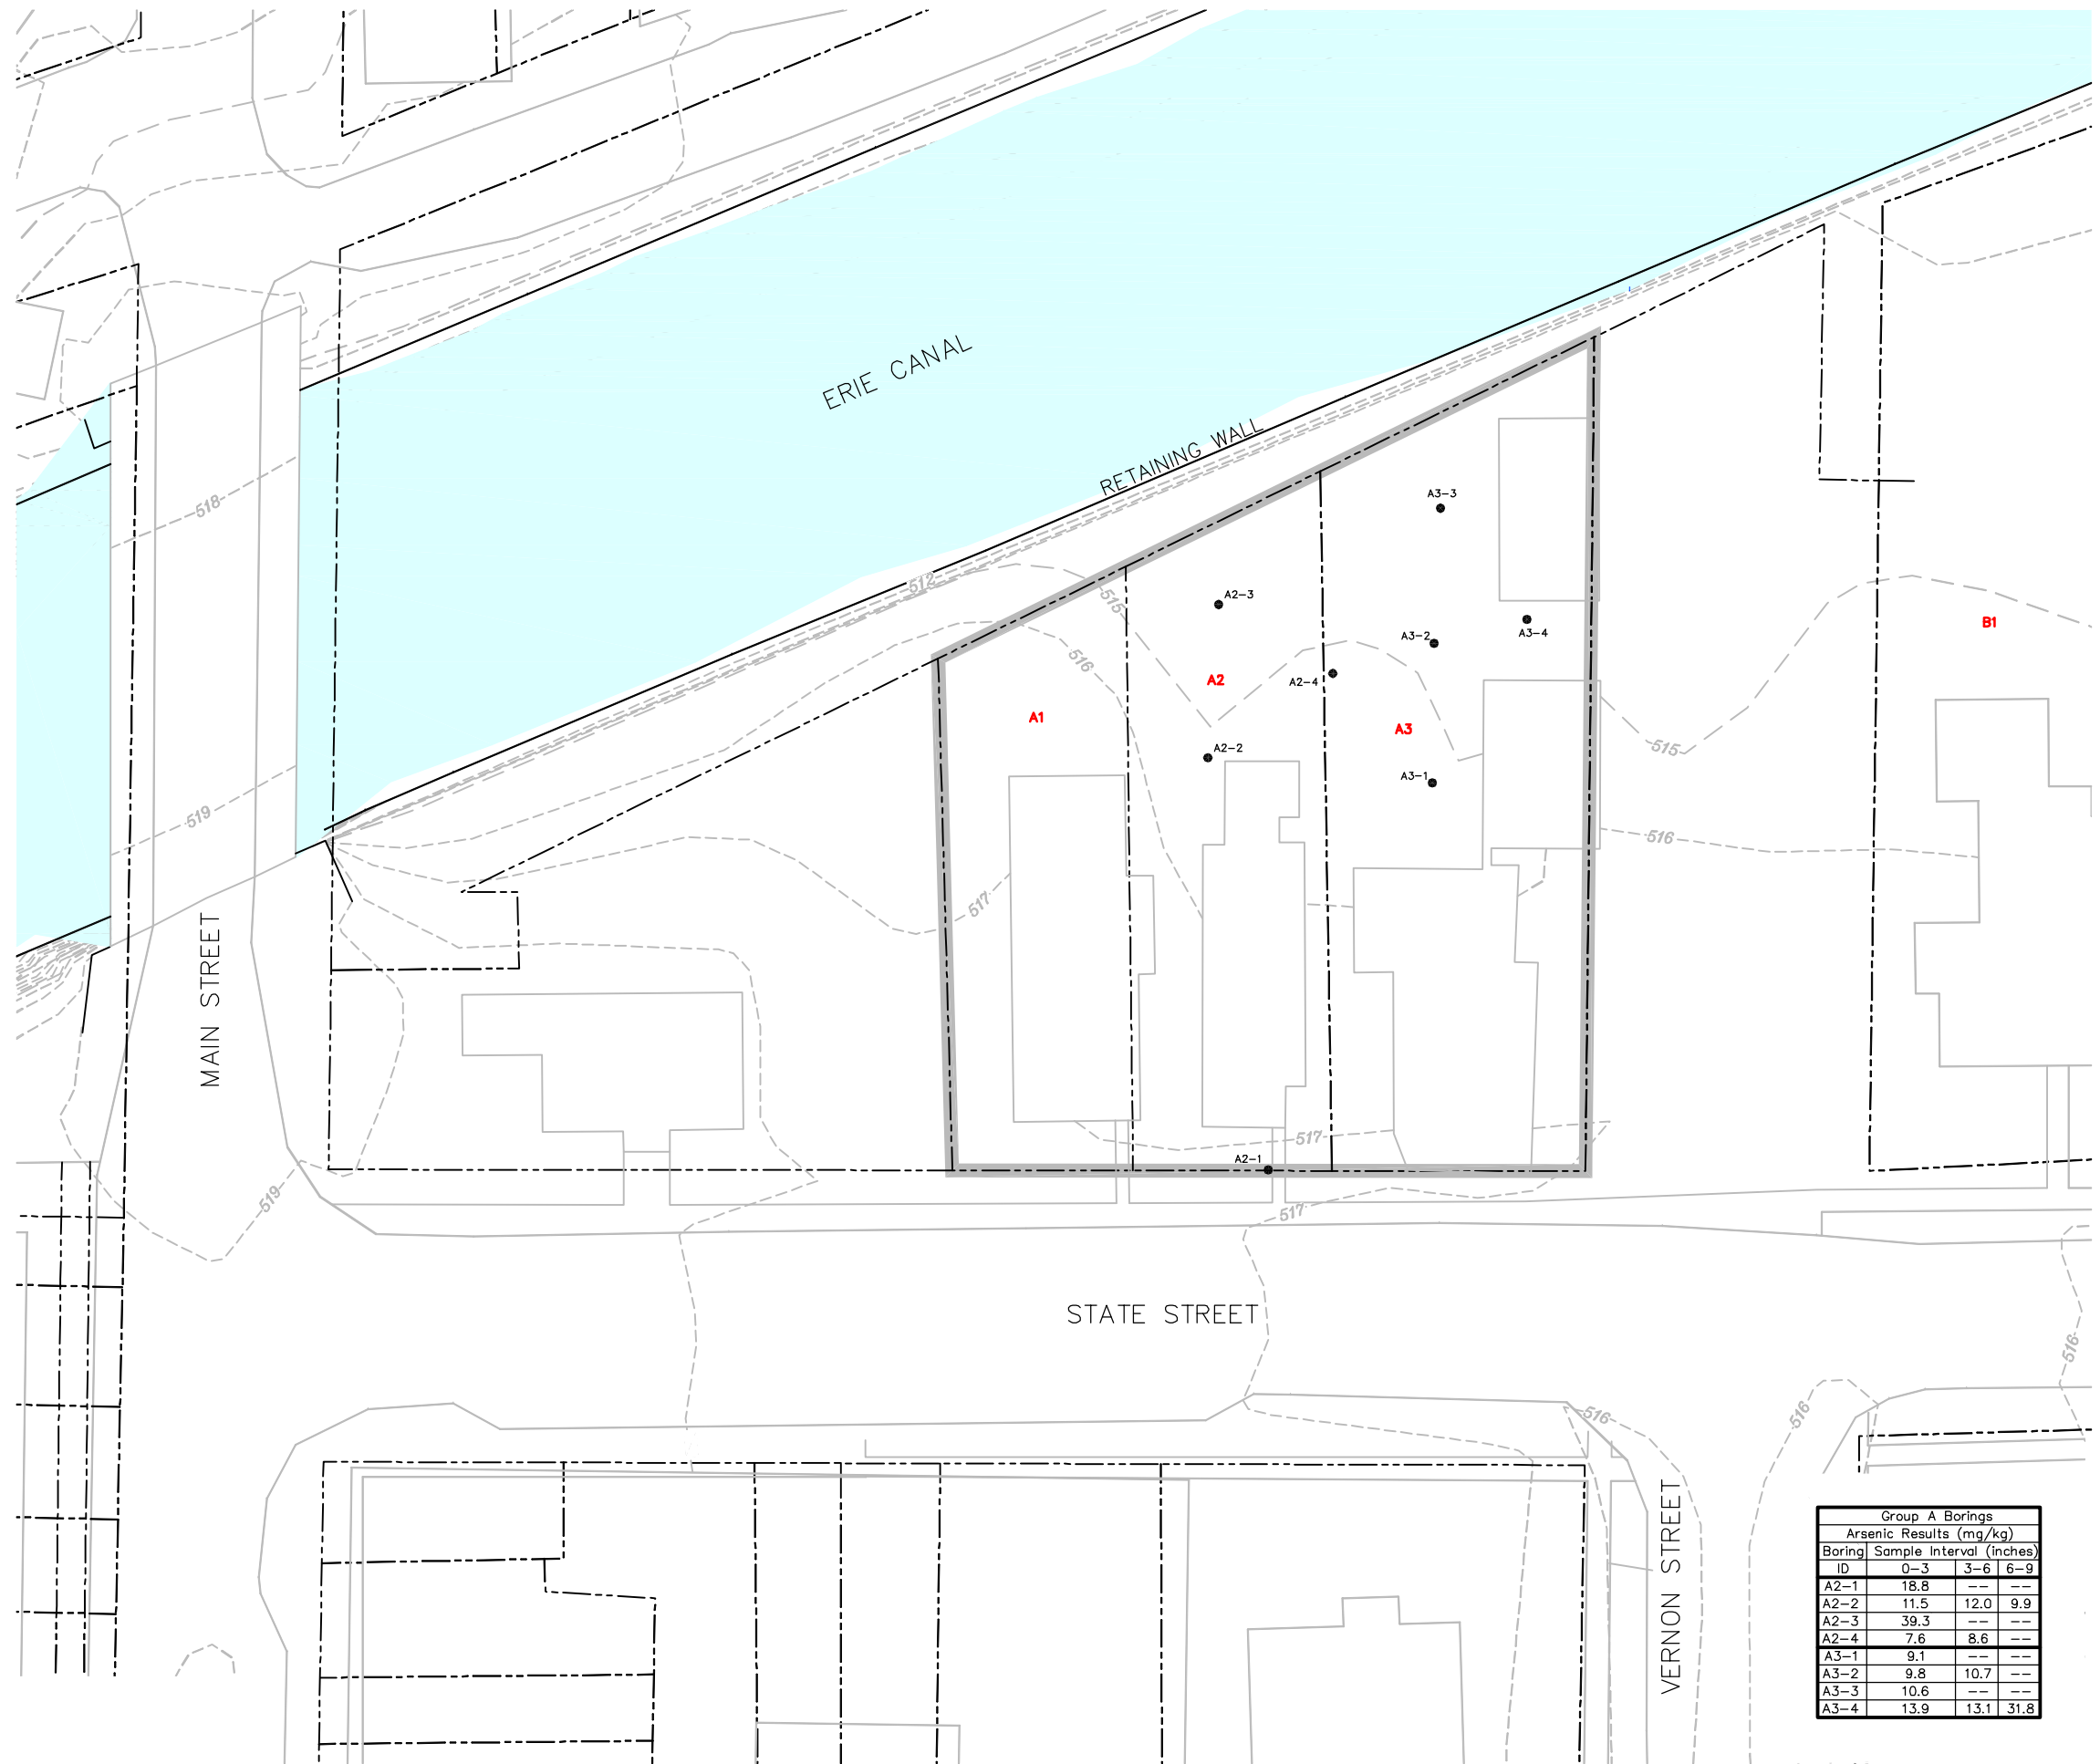 ERIE CANAL
RETAINING WALL
518
A3-3
512
515
A2-3
A3-2
A3-4
B1
516
A2
A2-4
A1
A3
515
A2-2
A3-1
519
516
517
MAIN STREET
517
A2-1
519
517
STATE STREET
516
516
516
VERNON STREET
Group A Borings
Arsenic Results (mg/kg)
Boring Sample Interval (inches)
ID 0-3 3-6 6-9
A2-1 18.8 -- --
A2-2 11.5 12.0 9.9
A2-3 39.3 -- --
A2-4 7.6 8.6 --
A3-1 9.1 -- --
A3-2 9.8 10.7 --
A3-3 10.6 -- --
A3-4 13.9 13.1 31.8